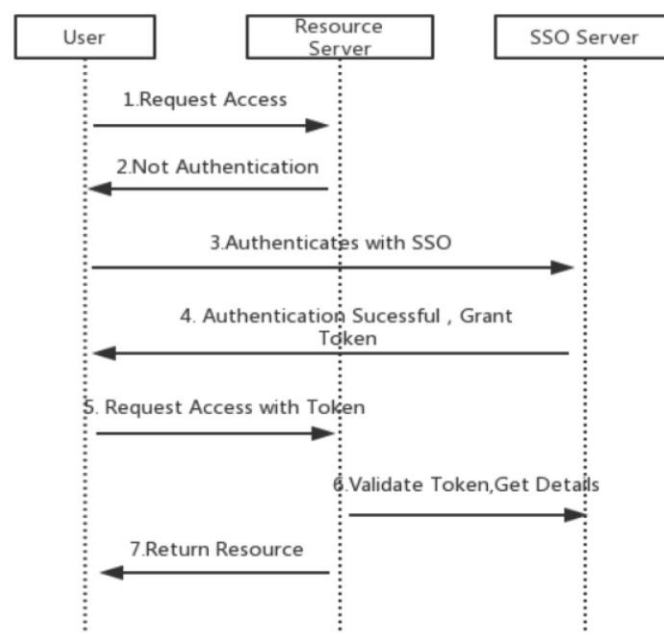 User
Resource
Server
SSO Server
1.Request Access
2.Not Authentication
3.Authenticates with SSO
4. Authentication Sucessful , Grant
Token
5. Request Access with Token
6.Validate Token,Get Details
7.Return Resource